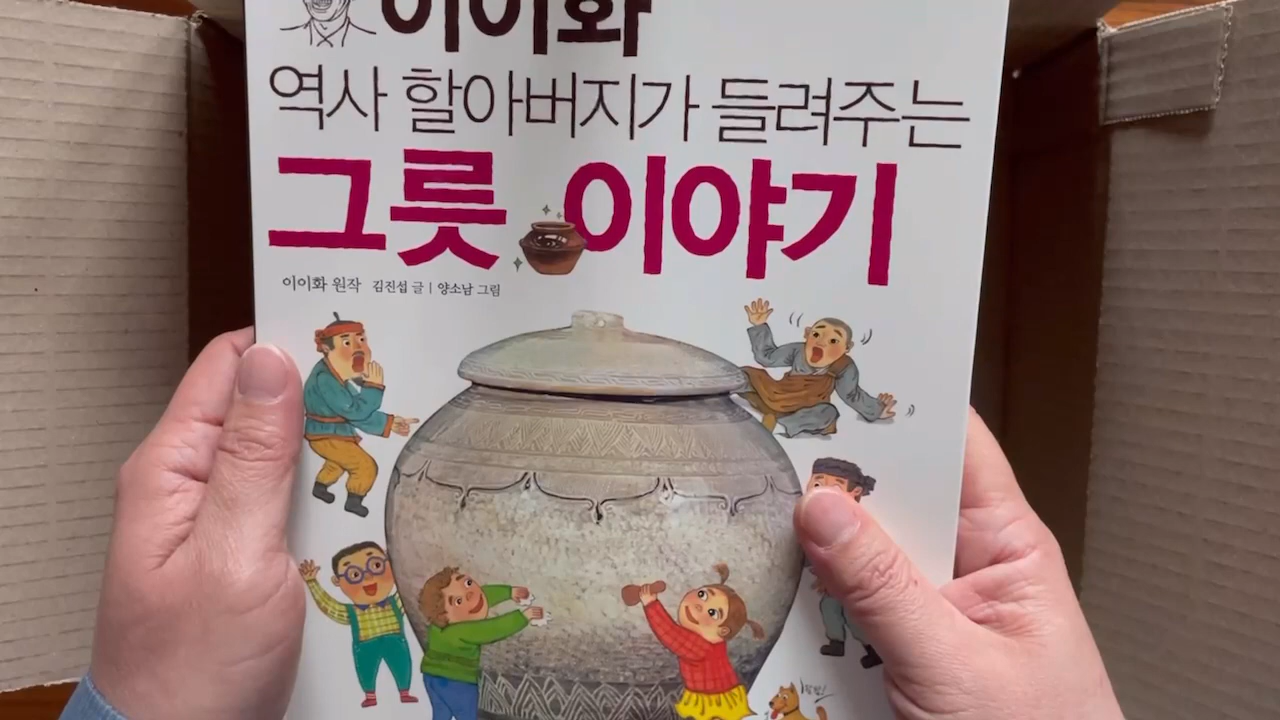 이이화
역사 할아버지가 들려주는
그릇 이야기
이이화 원작 김진섭 글 | 양소남 그림